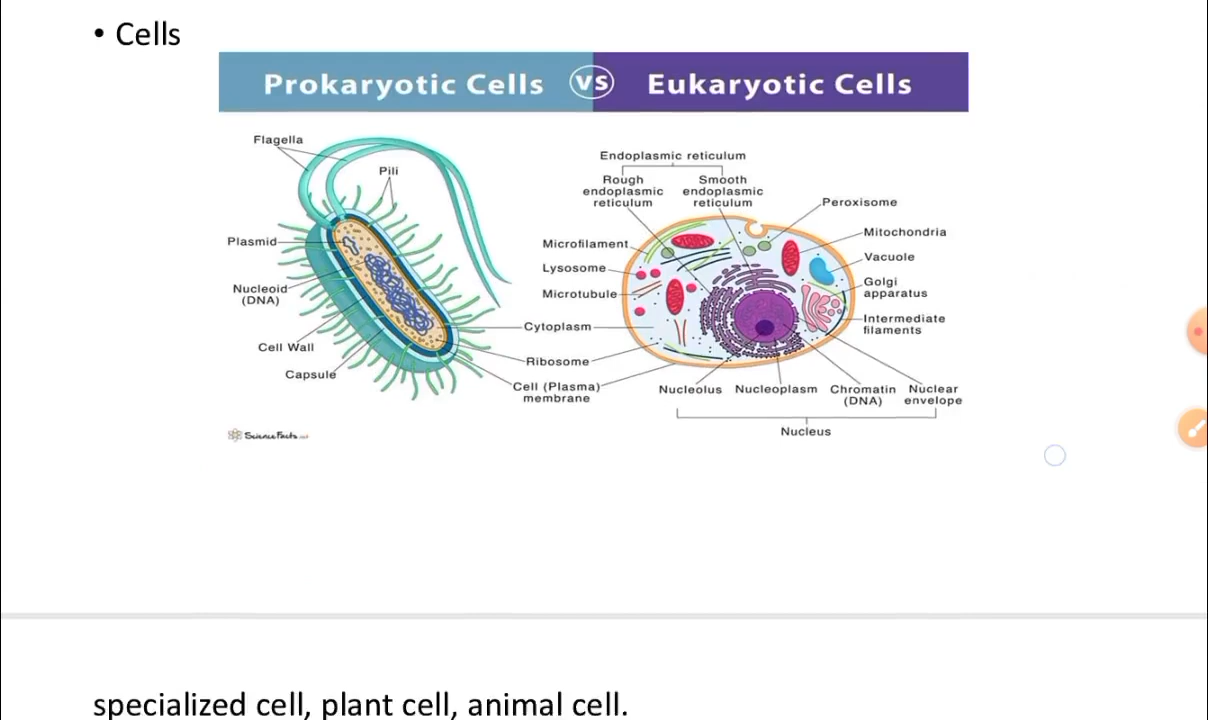 • Cells
Prokaryotic Cells vs Eukaryotic Cells
Flagella
Pili
Plasmid
Nucleoid
(DNA)
Cell Wall
Capsule
Cytoplasm
Ribosome
Cell (Plasma)
membrane
Endoplasmic reticulum
Rough
endoplasmic
reticulum
Smooth
endoplasmic
reticulum
Peroxisome
Microfilament
Lysosome
Microtubule
Mitochondria
Vacuole
Golgi
apparatus
Intermediate
filaments
Nucleolus
Nucleoplasm
Chromatin
(DNA)
Nuclear
envelope
Nucleus
ScienceFacts.net
specialized cell, plant cell, animal cell.